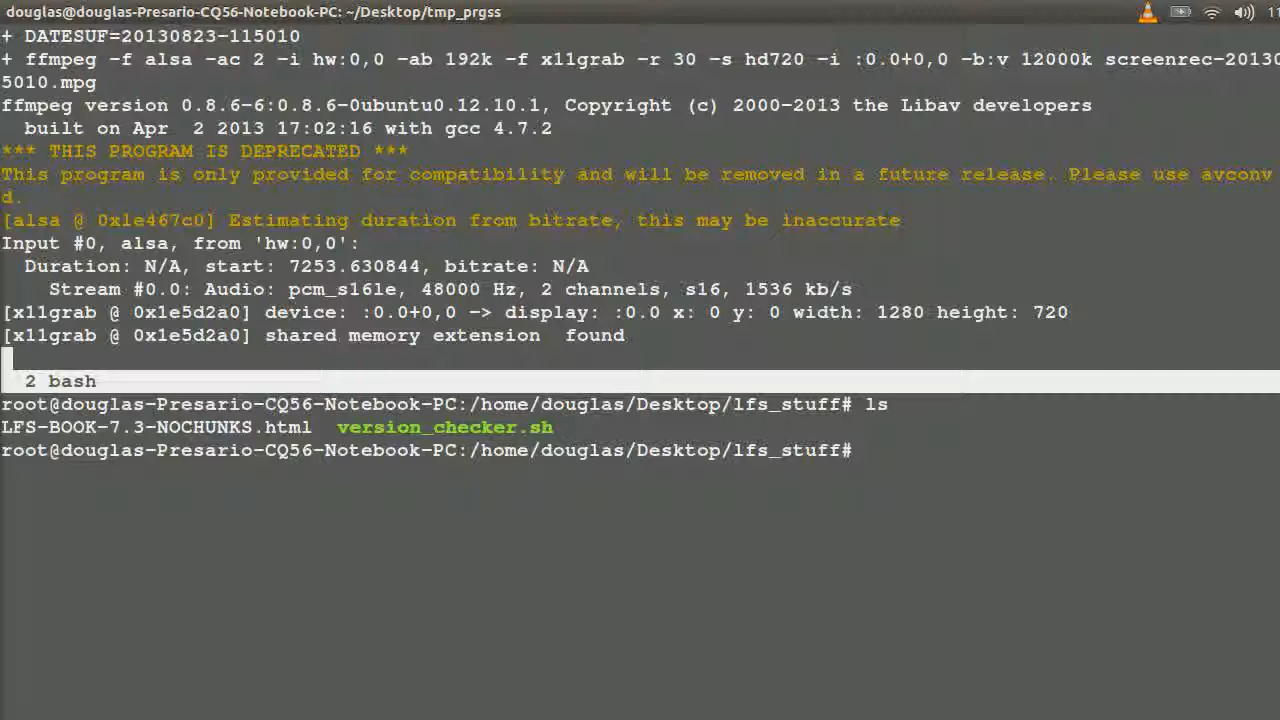 douglas@douglas-Presario-CQ56-Notebook-PC: ~/Desktop/tmp_prgss
+ DATESUF=20130823-115010
+ ffmpeg -f alsa -ac 2 -i hw:0,0 -ab 192k -f x11grab -r 30 -s hd720 -i :0.0+0,0 -b:v 12000k screenrec-20130
5010.mpg
ffmpeg version 0.8.6-6:0.8.6-0ubuntu0.12.10.1, Copyright (c) 2000-2013 the Libav developers
built on Apr  2 2013 17:02:16 with gcc 4.7.2
*** THIS PROGRAM IS DEPRECATED ***
This program is only provided for compatibility and will be removed in a future release. Please use avconv
d.
[alsa @ 0x1e467c0] Estimating duration from bitrate, this may be inaccurate
Input #0, alsa, from 'hw:0,0':
Duration: N/A, start: 7253.630844, bitrate: N/A
Stream #0.0: Audio: pcm_s16le, 48000 Hz, 2 channels, s16, 1536 kb/s
[x11grab @ 0x1e5d2a0] device: :0.0+0,0 -> display: :0.0 x: 0 y: 0 width: 1280 height: 720
[x11grab @ 0x1e5d2a0] shared memory extension  found
2 bash
root@douglas-Presario-CQ56-Notebook-PC:/home/douglas/Desktop/lfs_stuff# ls
LFS-BOOK-7.3-NOCHUNKS.html  version_checker.sh
root@douglas-Presario-CQ56-Notebook-PC:/home/douglas/Desktop/lfs_stuff#